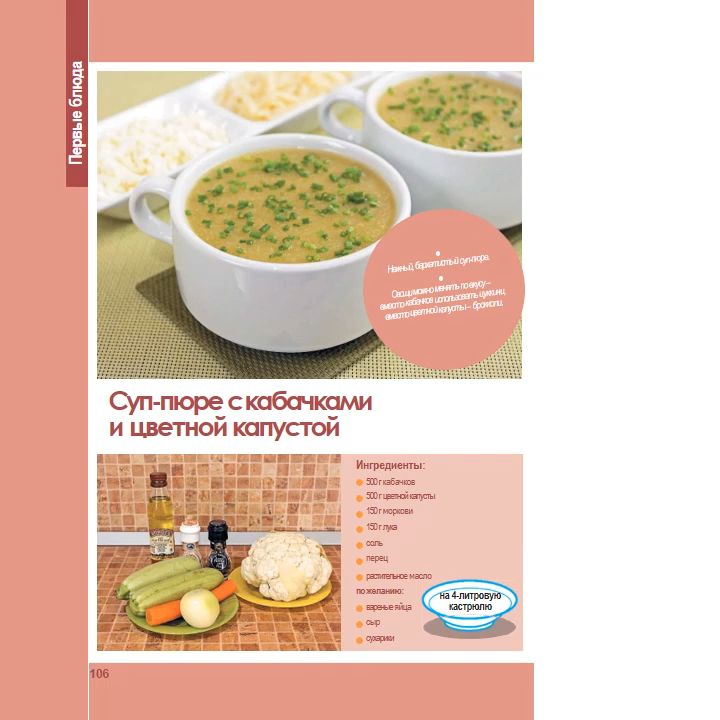 Первые блюда
Нежный, бархатистый суп-пюре.
Овощи можно менять по вкусу –
вместо кабачков использовать цуккини,
вместо цветной капусты – брокколи.
Суп-пюре с кабачками
и цветной капустой
Ингредиенты:
500 г кабачков
500 г цветной капусты
150 г моркови
150 г лука
соль
перец
растительное масло
по желанию:
вареные яйца
сыр
сухарики
на 4-литровую
кастрюлю
106